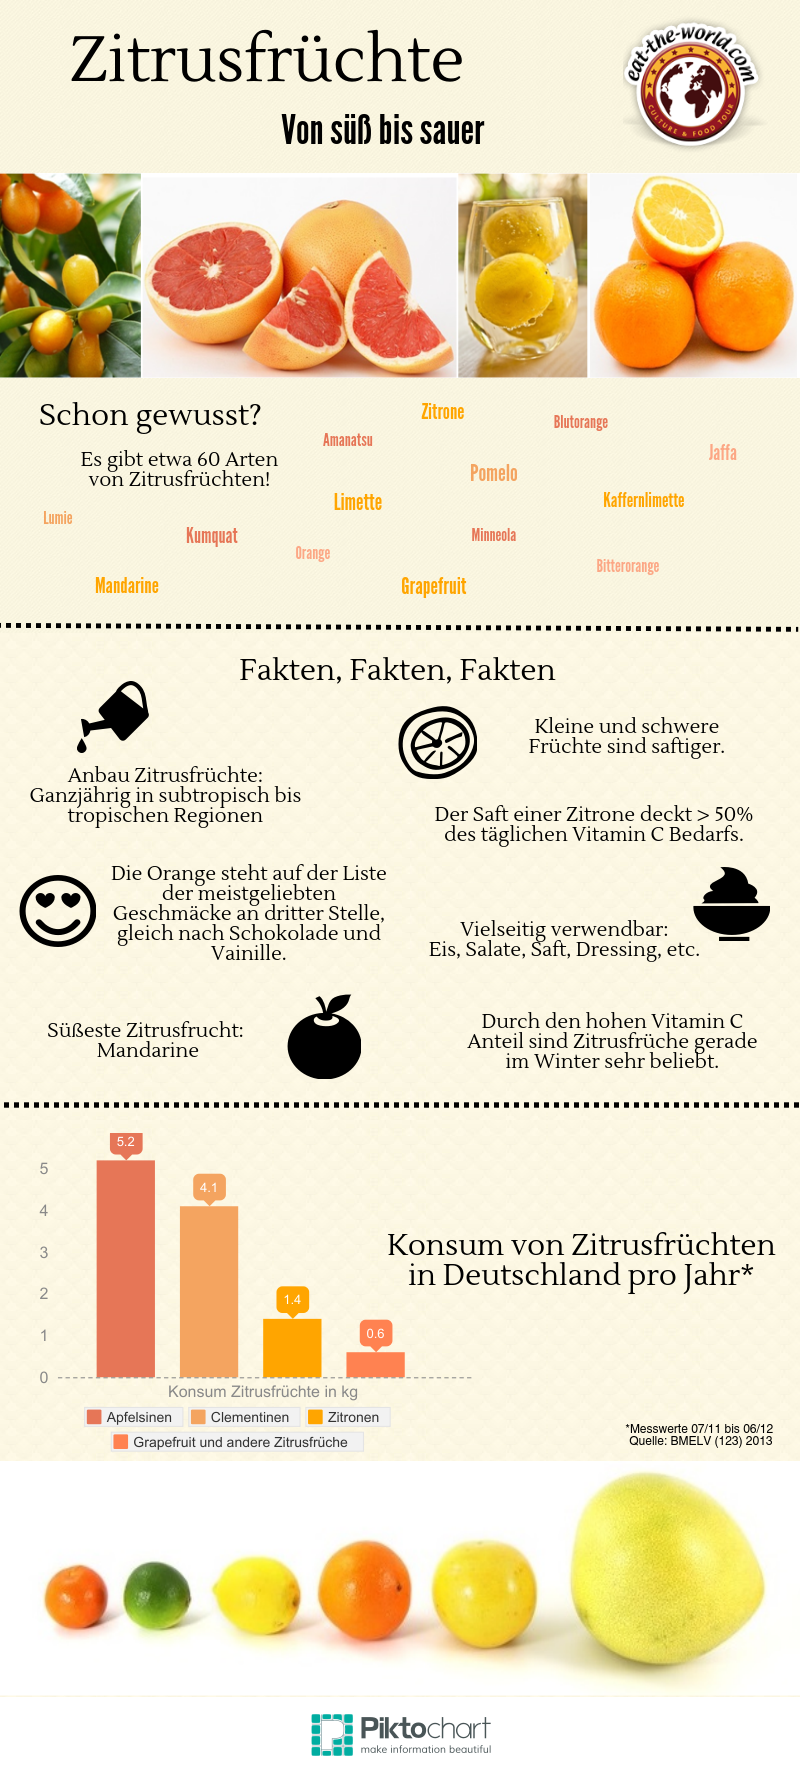 Zitrusfrüchte
eat-the-world.com
CULTURE & FOOD TOUR
Von süß bis sauer
Schon gewusst?
Es gibt etwa 60 Arten
von Zitrusfrüchten!
Zitrone
Blutorange
Amanatsu
Jaffa
Pomelo
Limette
Kaffernlimette
Lumie
Kumquat
Minneola
Orange
Bitterorange
Mandarine
Grapefruit
Fakten, Fakten, Fakten
Kleine und schwere
Früchte sind saftiger.
Anbau Zitrusfrüchte:
Ganzjährig in subtropisch bis
tropischen Regionen
Der Saft einer Zitrone deckt > 50%
des täglichen Vitamin C Bedarfs.
Die Orange steht auf der Liste
der meistgeliebten
Geschmäcke an dritter Stelle,
gleich nach Schokolade und
Vainille.
Vielseitig verwendbar:
Eis, Salate, Saft, Dressing, etc.
Süßeste Zitrusfrucht:
Mandarine
Durch den hohen Vitamin C
Anteil sind Zitrusfrüche gerade
im Winter sehr beliebt.
5.2
5
4.1
4
3
2
1.4
1
0.6
0
Konsum Zitrusfrüchte in kg
Apfelsinen
Clementinen
Zitronen
Grapefruit und andere Zitrusfrüche
Konsum von Zitrusfrüchten
in Deutschland pro Jahr*
*Messwerte 07/11 bis 06/12
Quelle: BMELV (123) 2013
Piktochart
make information beautiful